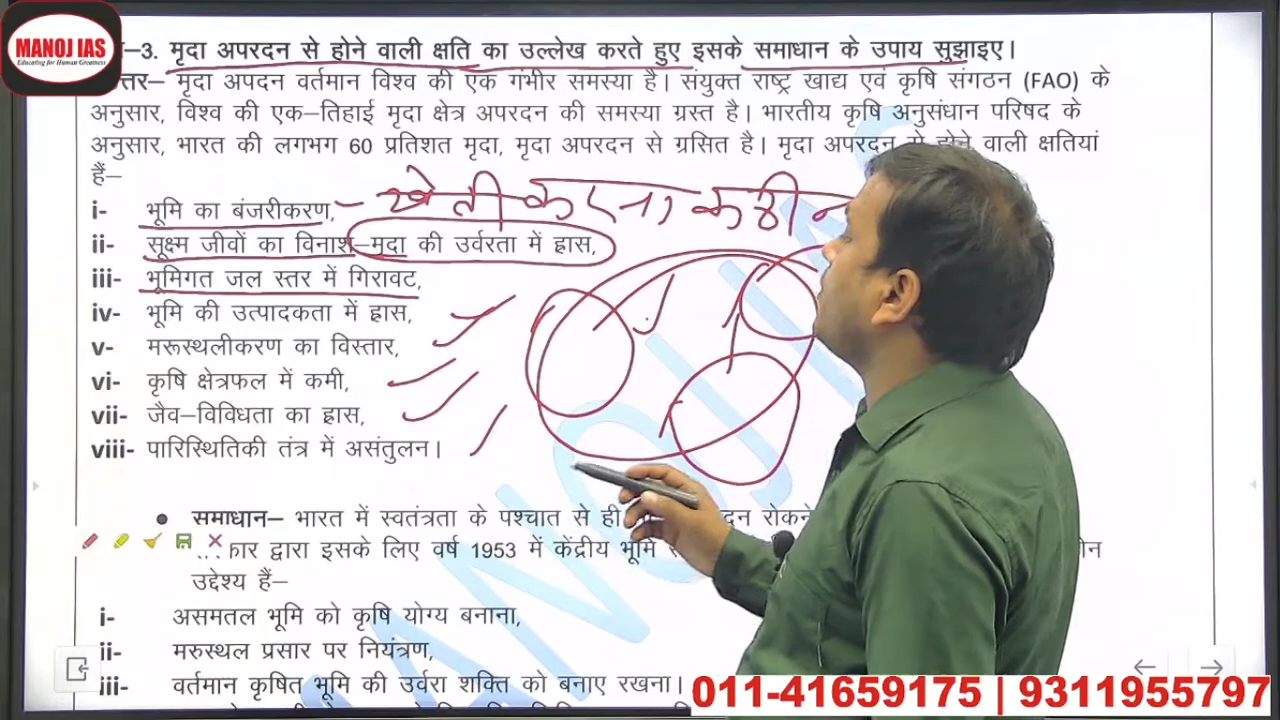 MANOJ IAS
Educating for Human Greatness
–3. मृदा अपरदन से होने वाली क्षति का उल्लेख करते हुए इसके समाधान के उपाय सुझाइए।
त्तर– मृदा अपदन वर्तमान विश्व की एक गंभीर समस्या है। संयुक्त राष्ट्र खाद्य एवं कृषि संगठन (FAO) के
अनुसार, विश्व की एक–तिहाई मृदा क्षेत्र अपरदन की समस्या ग्रस्त है। भारतीय कृषि अनुसंधान परिषद के
अनुसार, भारत की लगभग 60 प्रतिशत मृदा, मृदा अपरदन से ग्रसित है। मृदा अपरदन से होने वाली क्षतियां
हैं–
i- भूमि का बंजरीकरण, – खेती करना कठीन
ii- सूक्ष्म जीवों का विनाश–मृदा की उर्वरता में ह्रास,
iii- भूमिगत जल स्तर में गिरावट,
iv- भूमि की उत्पादकता में ह्रास,
v- मरूस्थलीकरण का विस्तार,
vi- कृषि क्षेत्रफल में कमी,
vii- जैव–विविधता का ह्रास,
viii- पारिस्थितिकी तंत्र में असंतुलन।
• समाधान– भारत में स्वतंत्रता के पश्चात से ही
द्वारा इसके लिए वर्ष 1953 में केंद्रीय भूमि
उद्देश्य हैं–
i- असमतल भूमि को कृषि योग्य बनाना,
ii- मरुस्थल प्रसार पर नियंत्रण,
iii- वर्तमान कृषित भूमि की उर्वरा शक्ति को बनाए रखना।
011-41659175 | 9311955797